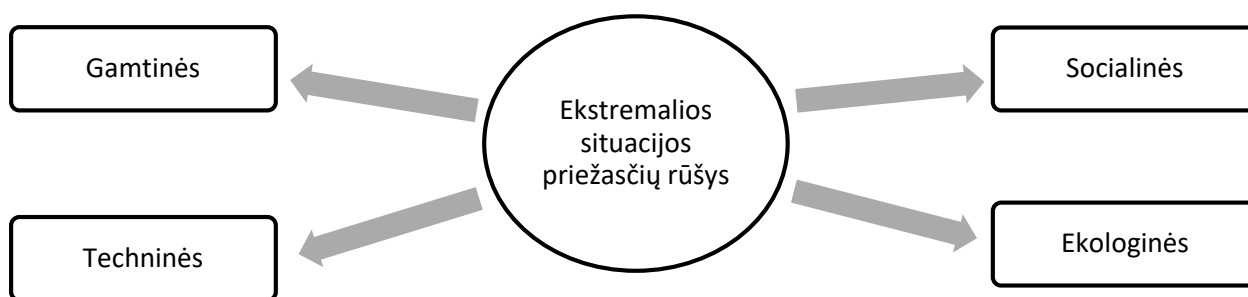 Gamtinės
Ekstremalios
situacijos
priežasčių rūšys
Socialinės
Techninės
Ekologinės